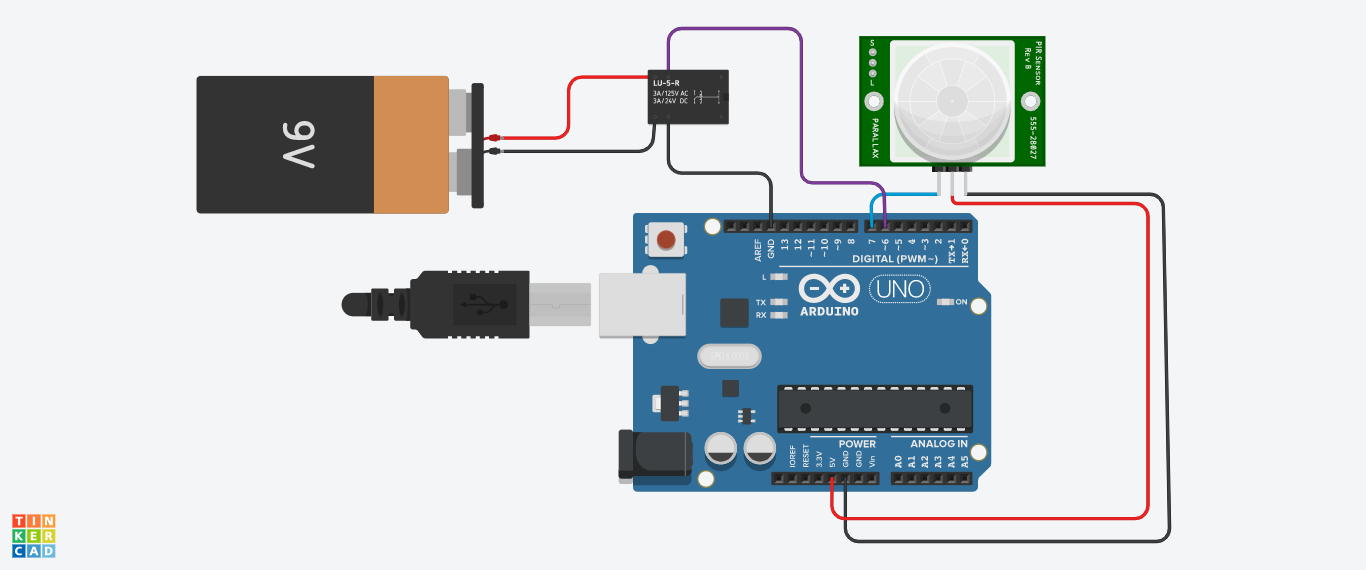 9V
LU-5-R
3A/125V AC
3A/24V DC
S
L
PIR SENSOR
REV B
PARALLAX
555-28027
AREF
GND
13
12
~11
~10
~9
8
7
~6
~5
4
~3
2
TX→1
RX←0
DIGITAL (PWM~)
L
TX
RX
ARDUINO
UNO
ON
POWER
ANALOG IN
IOREF
RESET
3.3V
5V
GND
GND
Vin
A0
A1
A2
A3
A4
A5
TIN
KER
CAD